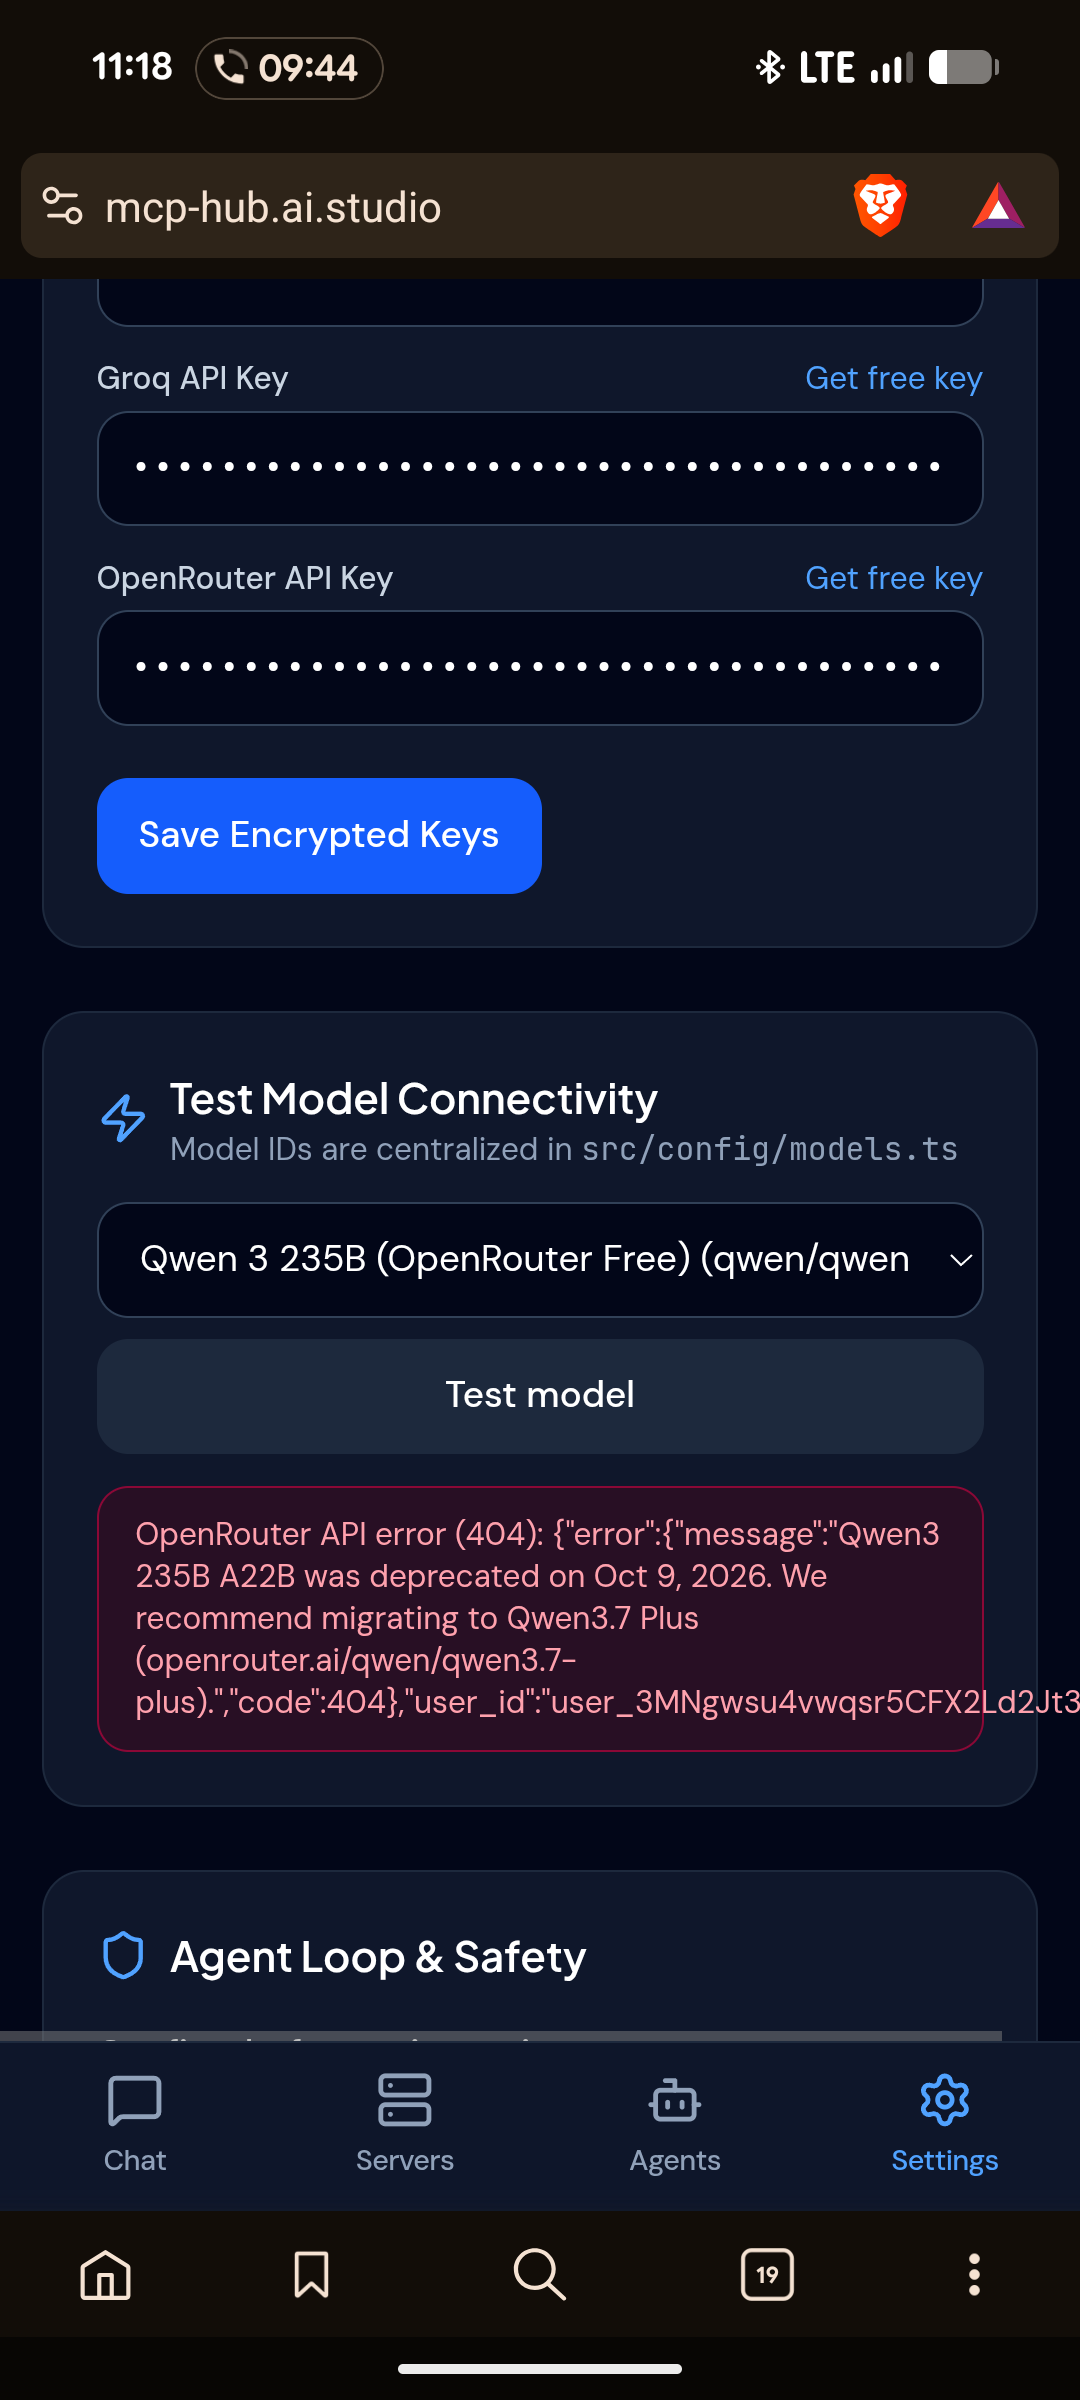 11:18 09:44 LTE
mcp-hub.ai.studio
Groq API Key Get free key
OpenRouter API Key Get free key
Save Encrypted Keys
Test Model Connectivity
Model IDs are centralized in src/config/models.ts
Qwen 3 235B (OpenRouter Free) (qwen/qwen
Test model
OpenRouter API error (404): {"error":{"message":"Qwen3
235B A22B was deprecated on Oct 9, 2026. We
recommend migrating to Qwen3.7 Plus
(openrouter.ai/qwen/qwen3.7-
plus).","code":404},"user_id":"user_3MNgwsu4vwqsr5CFX2Ld2Jt3
Agent Loop & Safety
Chat Servers Agents Settings
19